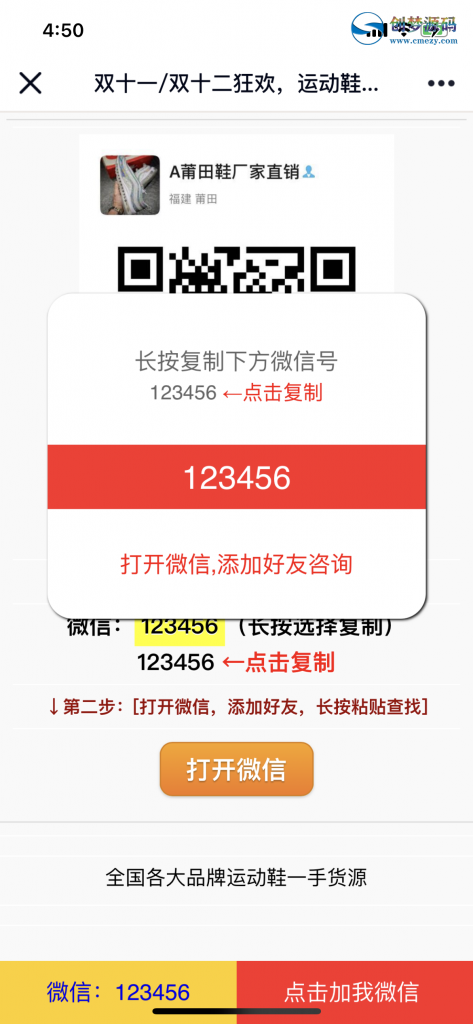 4:50
创梦源码
www.cmezy.com
双十一/双十二狂欢，运动鞋...
A莆田鞋厂家直销
福建 莆田
长按复制下方微信号
123456 ←点击复制
123456
打开微信,添加好友咨询
微信： 123456 （长按选择复制）
123456 ←点击复制
↓第二步：[打开微信，添加好友，长按粘贴查找]
打开微信
全国各大品牌运动鞋一手货源
微信：123456
点击加我微信